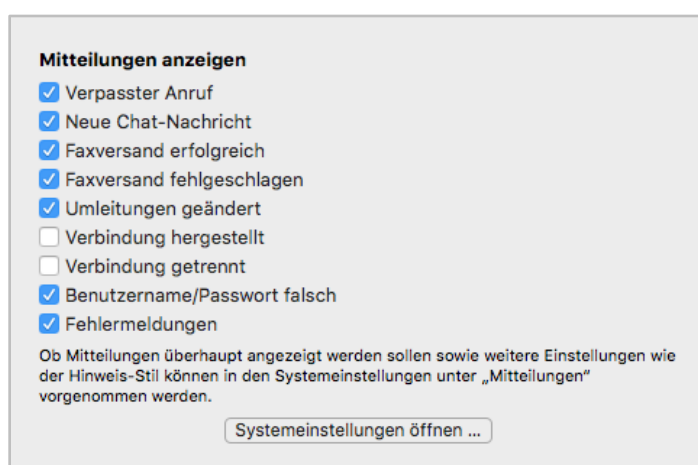 Mitteilungen anzeigen
Verpasster Anruf
Neue Chat-Nachricht
Faxversand erfolgreich
Faxversand fehlgeschlagen
Umleitungen geändert
Verbindung hergestellt
Verbindung getrennt
Benutzername/Passwort falsch
Fehlermeldungen
Ob Mitteilungen überhaupt angezeigt werden sollen sowie weitere Einstellungen wie
der Hinweis-Stil können in den Systemeinstellungen unter „Mitteilungen“
vorgenommen werden.
Systemeinstellungen öffnen ...